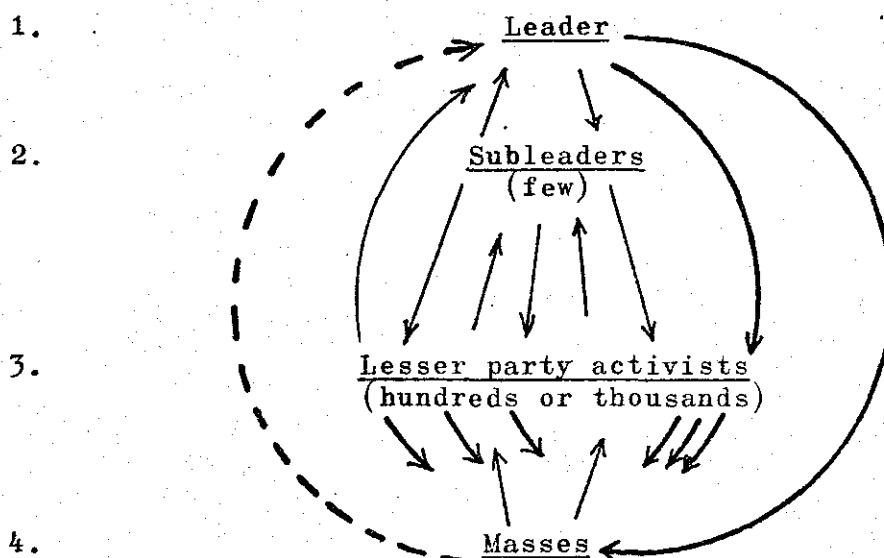 1. Leader
2. Subleaders
(few)
3. Lesser party activists
(hundreds or thousands)
4. Masses